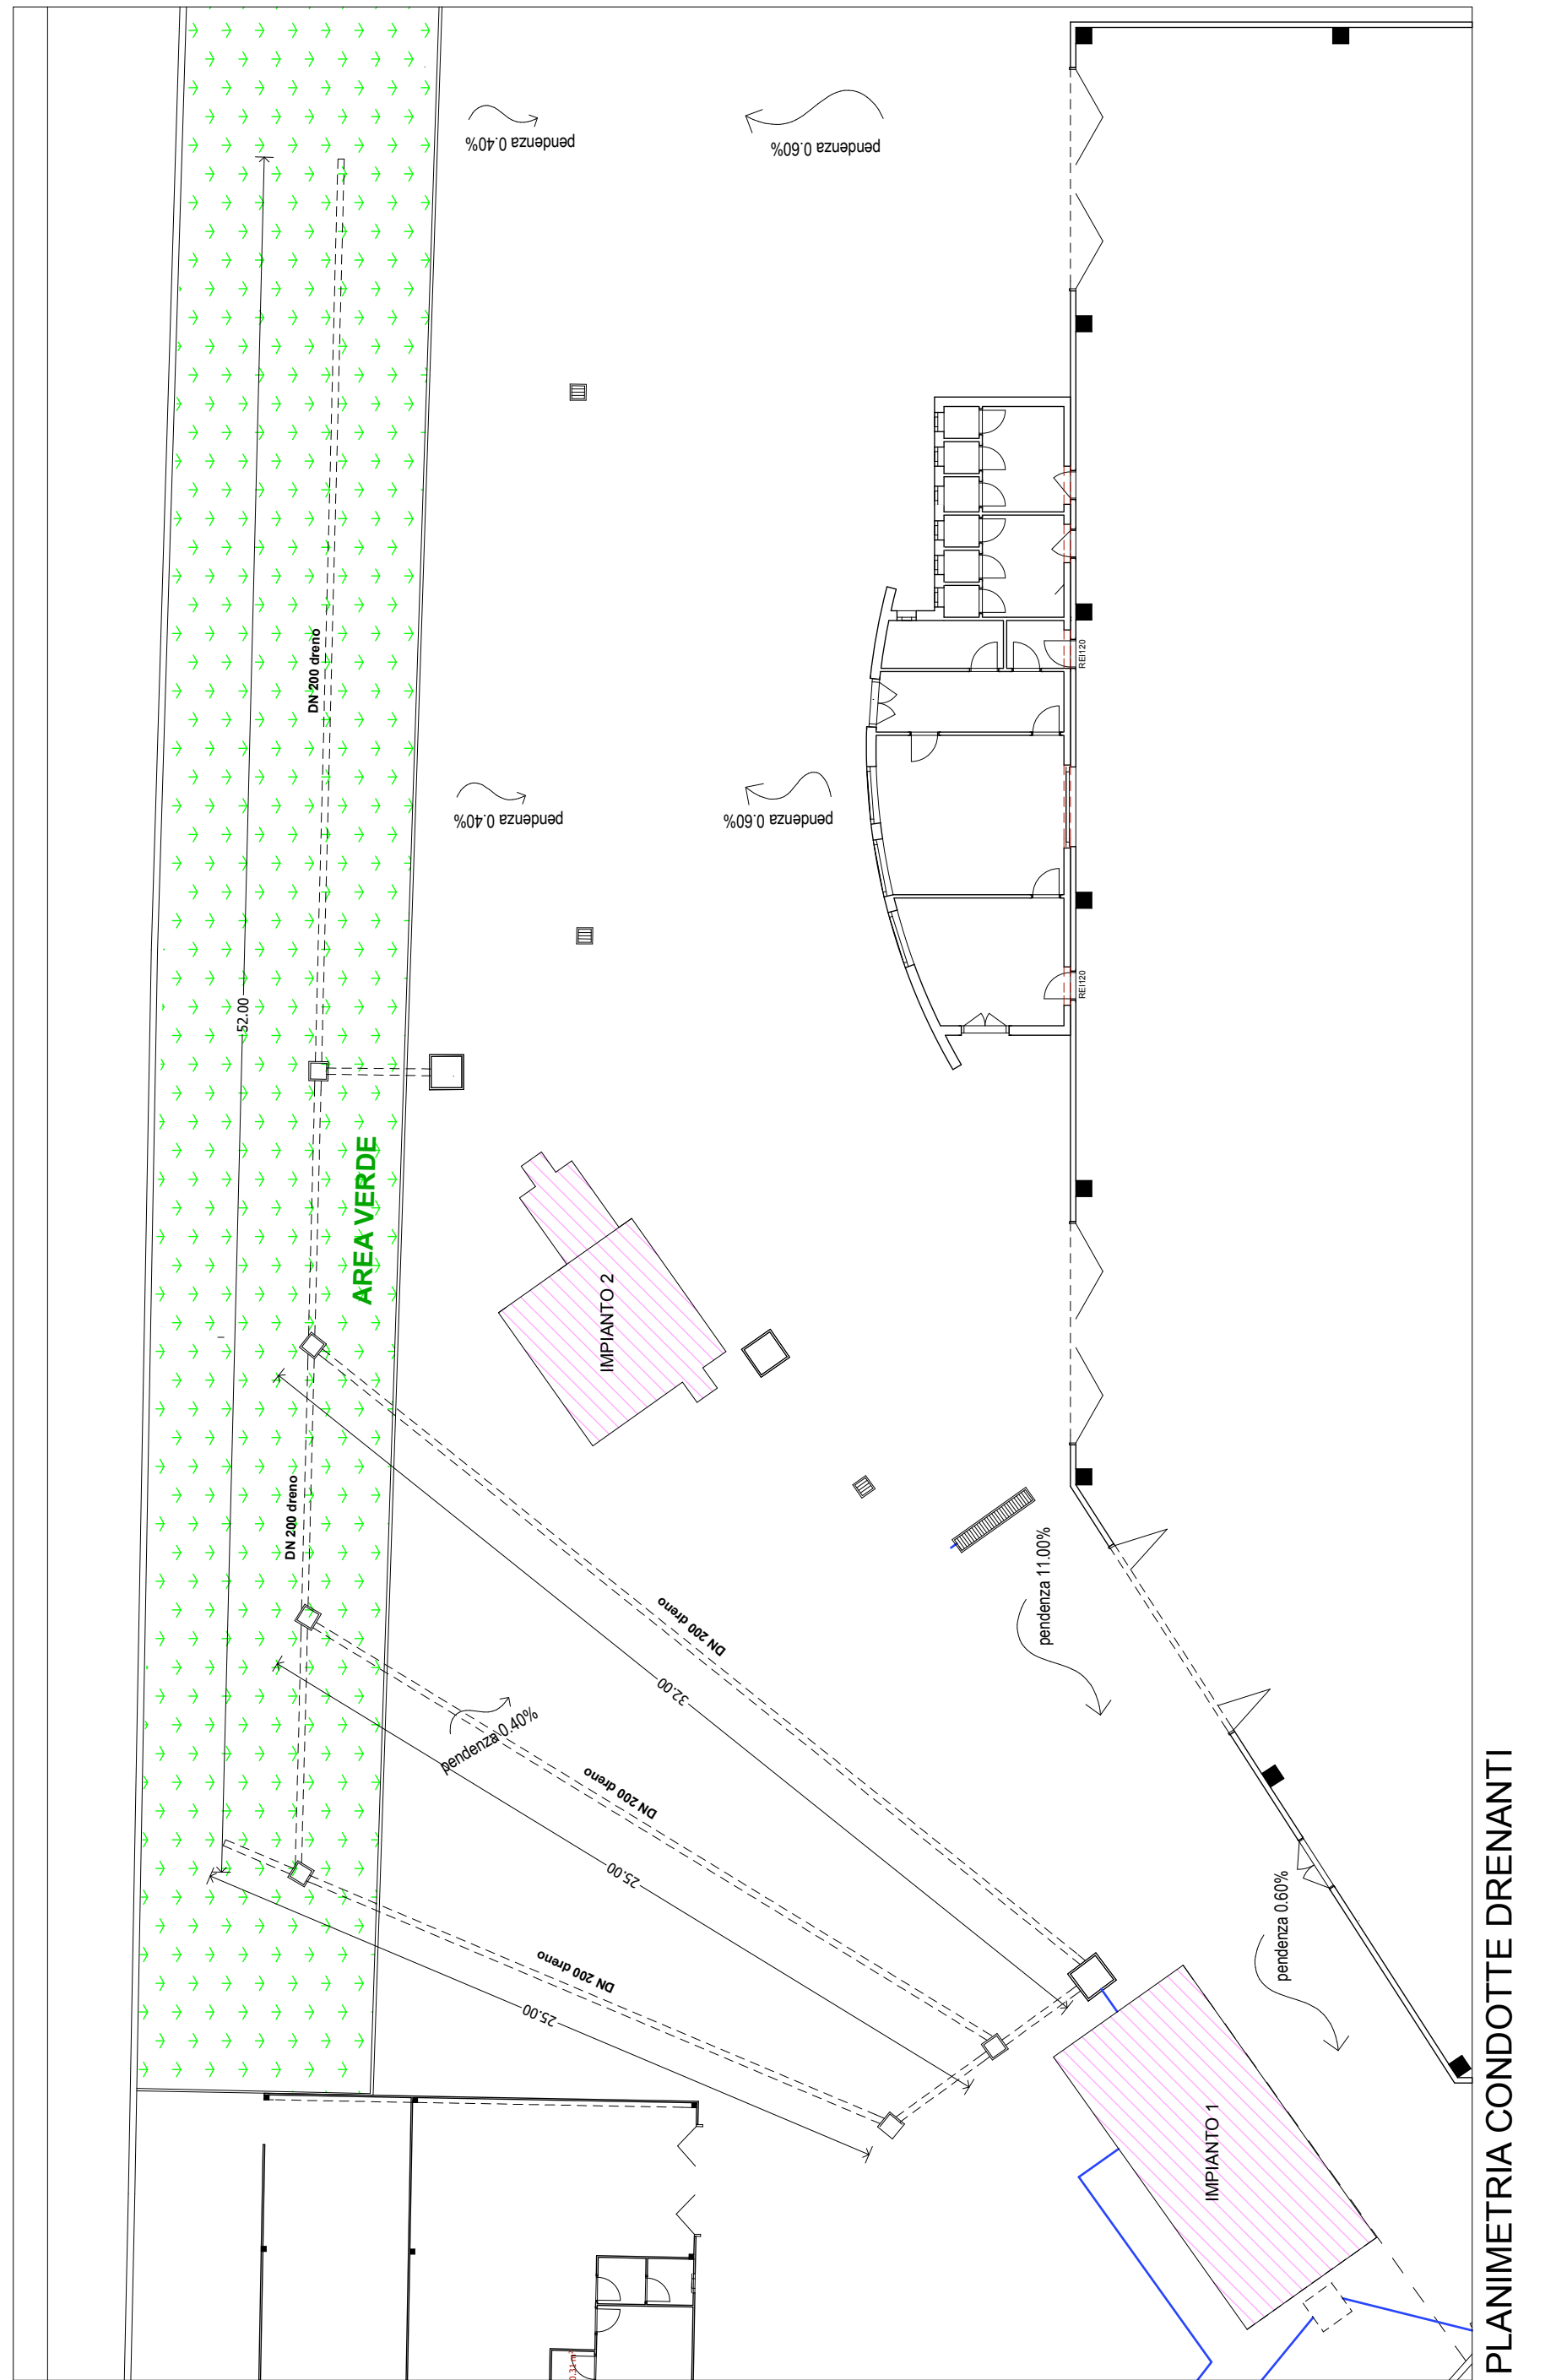 pendenza 0.40%
pendenza 0.60%
DN 200 dreno
REI120
pendenza 0.40%
pendenza 0.60%
52.00
REI120
AREA VERDE
IMPIANTO 2
DN 200 dreno
pendenza 11.00%
DN 200 dreno
32.00
pendenza 0.40%
DN 200 dreno
25.00
pendenza 0.60%
DN 200 dreno
25.00
IMPIANTO 1
PLANIMETRIA CONDOTTE DRENANTI